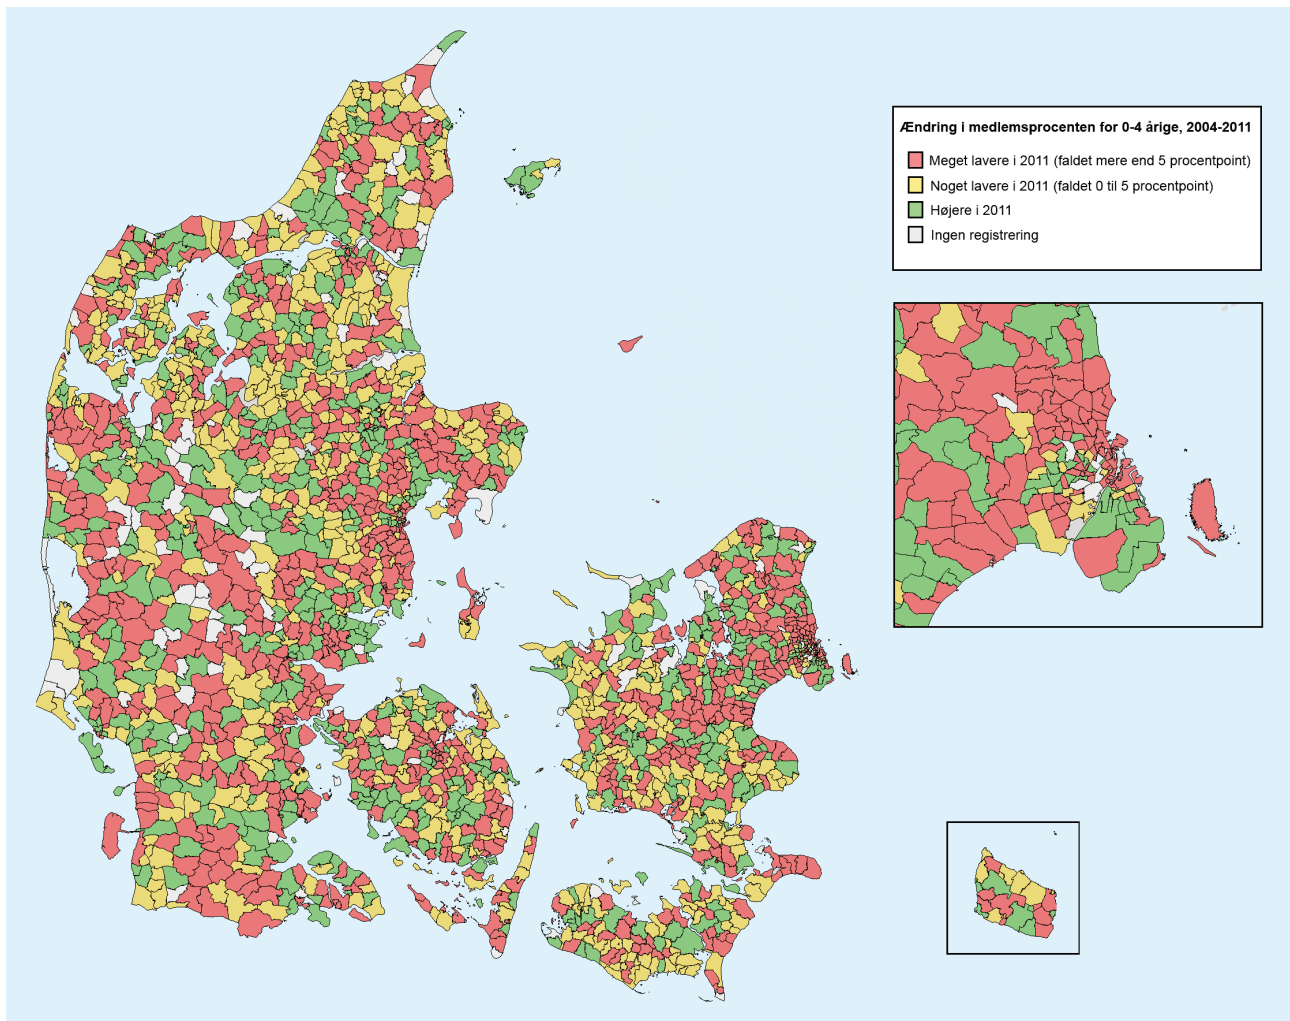 Ændring i medlemsprocenten for 0-4 årige, 2004-2011
Meget lavere i 2011 (faldet mere end 5 procentpoint)
Noget lavere i 2011 (faldet 0 til 5 procentpoint)
Højere i 2011
Ingen registrering